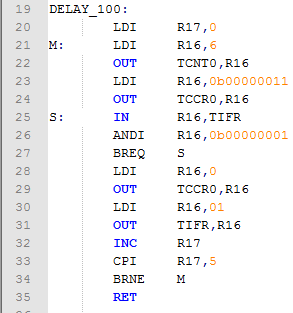 19 DELAY_100:
20 LDI R17,0
21 M: LDI R16,6
22 OUT TCNT0,R16
23 LDI R16,0b00000011
24 OUT TCCR0,R16
25 S: IN R16,TIFR
26 ANDI R16,0b00000001
27 BREQ S
28 LDI R16,0
29 OUT TCCR0,R16
30 LDI R16,01
31 OUT TIFR,R16
32 INC R17
33 CPI R17,5
34 BRNE M
35 RET